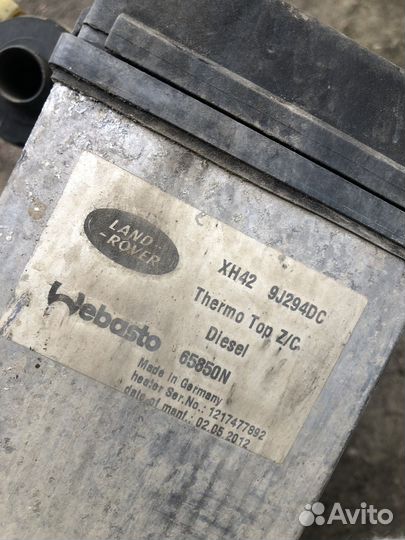 LAND
-ROVER
XH42 9J294DC
Thermo Top Z/C
Diesel
Webasto
65850N
Made in Germany
heater Ser.No.: 1217477892
date of manf.: 02.05.2012
Avito